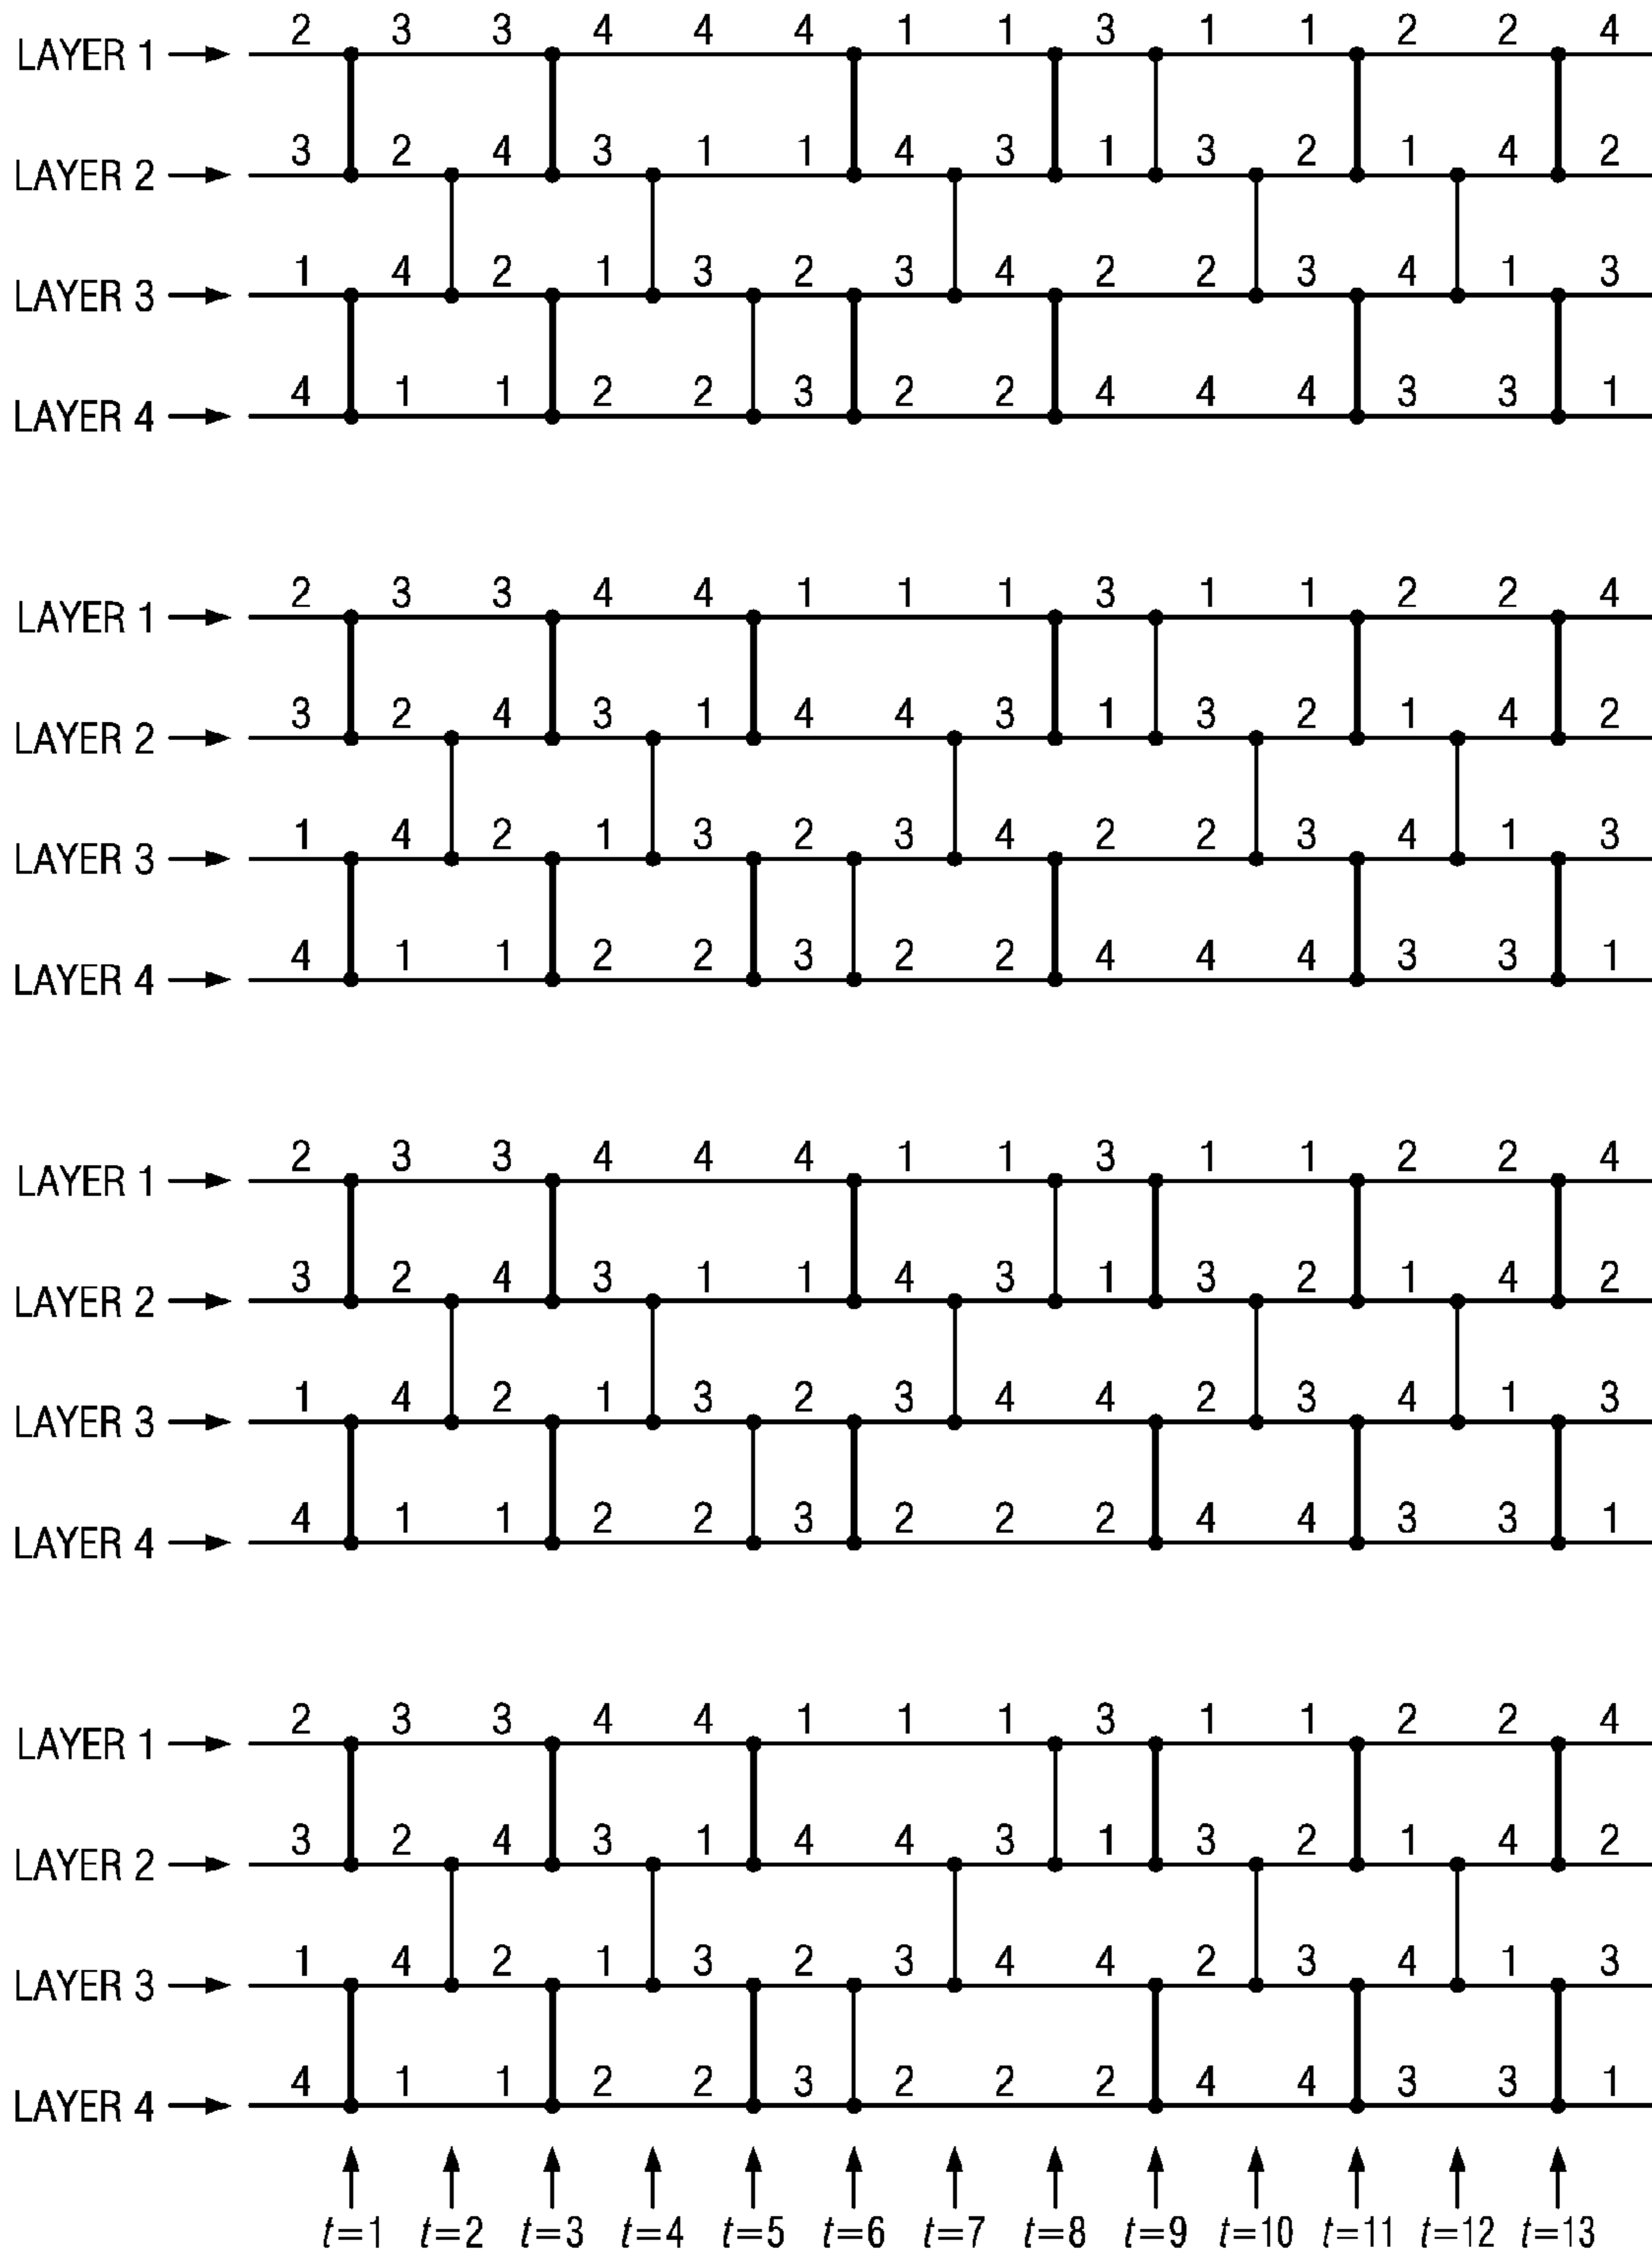 LAYER 1 2 3 3 4 4 4 1 1 3 1 1 2 2 4
LAYER 2 3 2 4 3 1 1 4 3 1 3 2 1 4 2
LAYER 3 1 4 2 1 3 2 3 4 2 2 3 4 1 3
LAYER 4 4 1 1 2 2 3 2 2 4 4 4 3 3 1
LAYER 1 2 3 3 4 4 1 1 1 3 1 1 2 2 4
LAYER 2 3 2 4 3 1 4 4 3 1 3 2 1 4 2
LAYER 3 1 4 2 1 3 2 3 4 2 2 3 4 1 3
LAYER 4 4 1 1 2 2 3 2 2 4 4 4 3 3 1
LAYER 1 2 3 3 4 4 4 1 1 3 1 1 2 2 4
LAYER 2 3 2 4 3 1 1 4 3 1 3 2 1 4 2
LAYER 3 1 4 2 1 3 2 3 4 4 2 3 4 1 3
LAYER 4 4 1 1 2 2 3 2 2 2 4 4 3 3 1
LAYER 1 2 3 3 4 4 1 1 1 3 1 1 2 2 4
LAYER 2 3 2 4 3 1 4 4 3 1 3 2 1 4 2
LAYER 3 1 4 2 1 3 2 3 4 4 2 3 4 1 3
LAYER 4 4 1 1 2 2 3 2 2 2 4 4 3 3 1
t=1 t=2 t=3 t=4 t=5 t=6 t=7 t=8 t=9 t=10 t=11 t=12 t=13